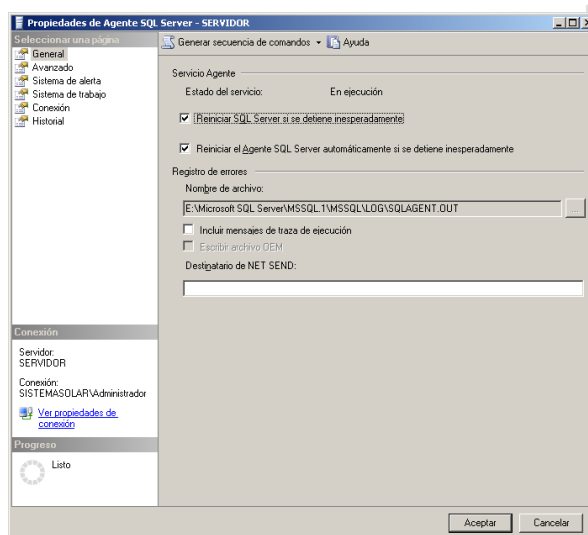 Propiedades de Agente SQL Server - SERVIDOR
Seleccionar una página
General
Avanzado
Sistema de alerta
Sistema de trabajo
Conexión
Historial
Generar secuencia de comandos
Ayuda
Servicio Agente
Estado del servicio: En ejecución
Reiniciar SQL Server si se detiene inesperadamente
Reiniciar el Agente SQL Server automáticamente si se detiene inesperadamente
Registro de errores
Nombre de archivo:
E:\Microsoft SQL Server\MSSQL.1\MSSQL\LOG\SQLAGENT.OUT
...
Incluir mensajes de traza de ejecución
Escribir archivo OEM
Destinatario de NET SEND:
Conexión
Servidor:
SERVIDOR
Conexión:
SISTEMASOLAR\Administrador
Ver propiedades de
conexión
Progreso
Listo
Aceptar
Cancelar